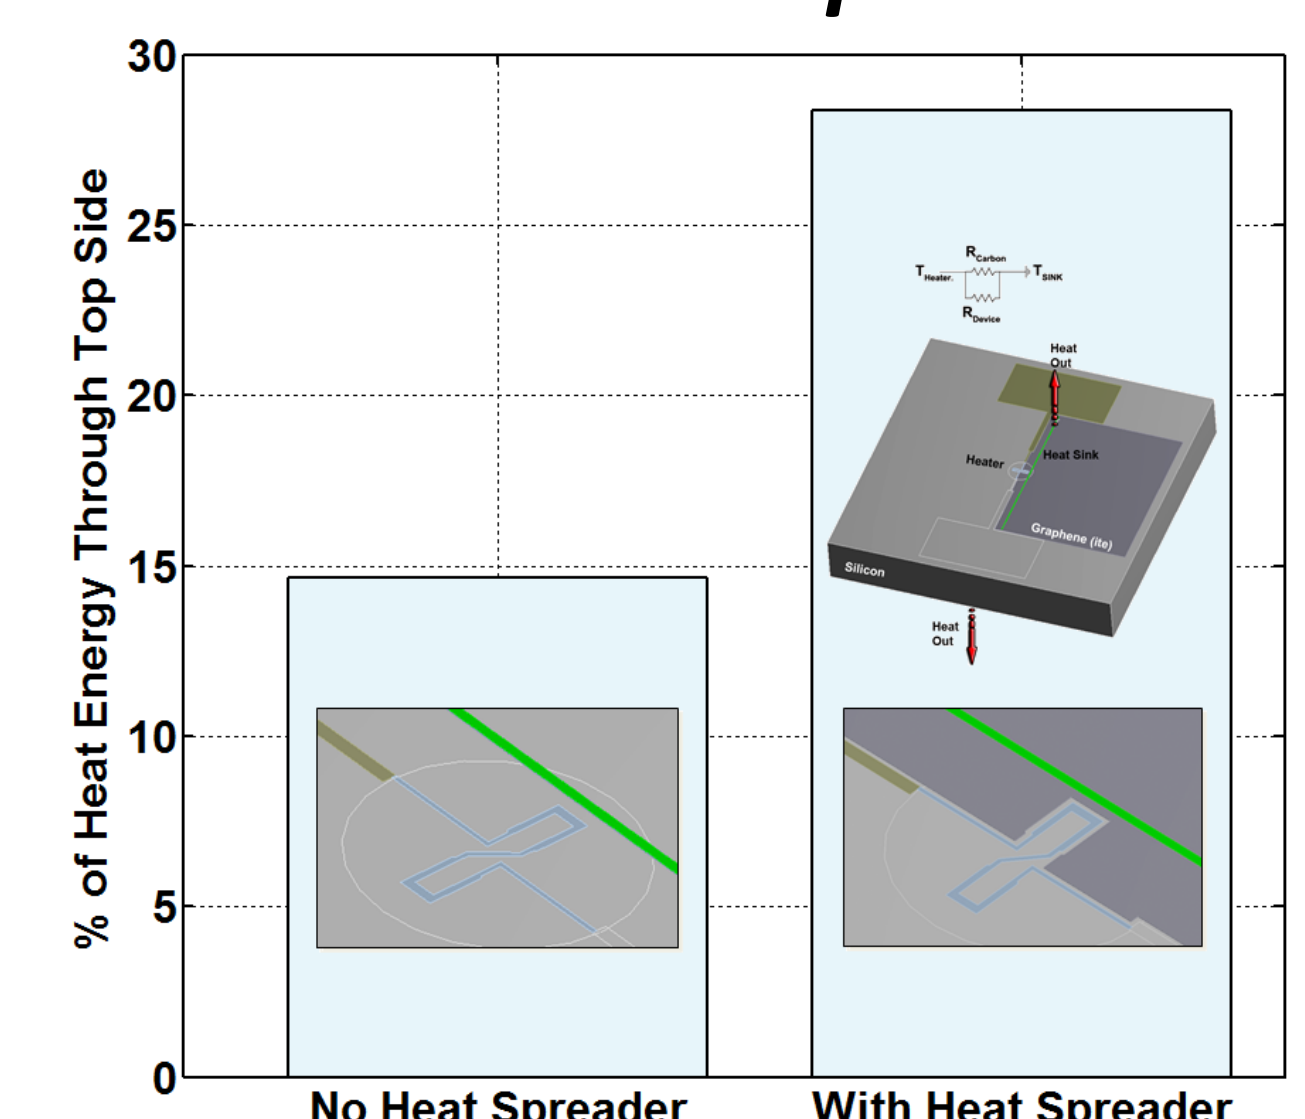 30
25
20
15
10
5
0
% of Heat Energy Through Top Side
No Heat Spreader
With Heat Spreader
RCarbon
THeater.
TSINK
RDevice
Heat
Out
Heater
Heat Sink
Graphene (ite)
Silicon
Heat
Out